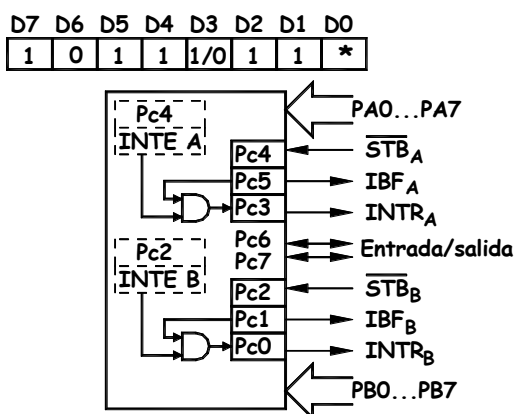 D7 D6 D5 D4 D3 D2 D1 D0
1 0 1 1 1/0 1 1 *
PA0...PA7
Pc4
INTE A
Pc4 STBA
Pc5 IBFA
Pc3 INTRA
Pc6
Pc7
Entrada/salida
Pc2
INTE B
Pc2 STBB
Pc1 IBFB
Pc0 INTRB
PB0...PB7